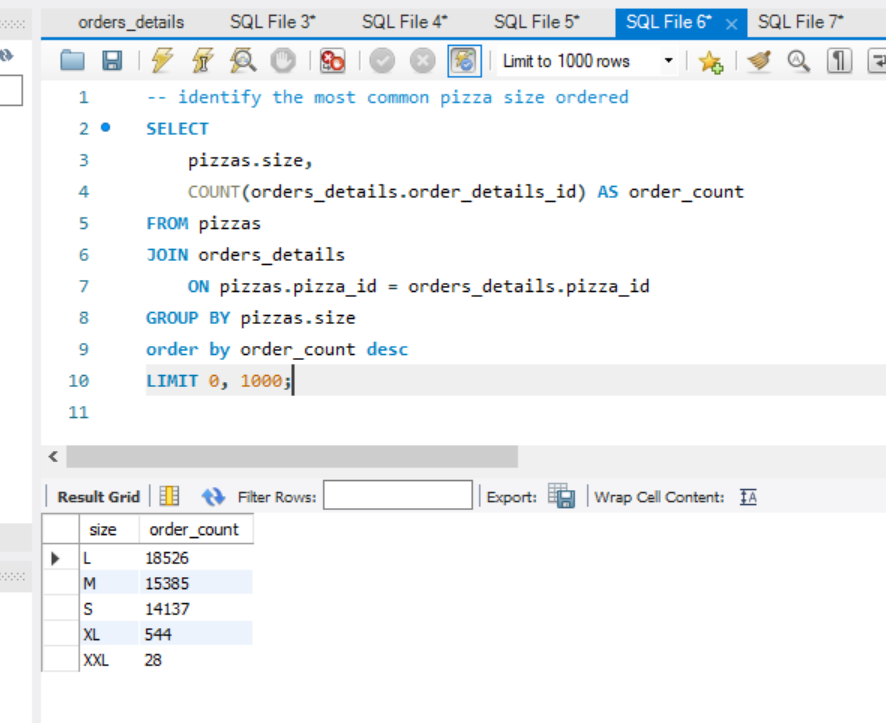 orders_details SQL File 3* SQL File 4* SQL File 5* SQL File 6* SQL File 7*
Limit to 1000 rows
1 -- identify the most common pizza size ordered
2 SELECT
3 pizzas.size,
4 COUNT(orders_details.order_details_id) AS order_count
5 FROM pizzas
6 JOIN orders_details
7 ON pizzas.pizza_id = orders_details.pizza_id
8 GROUP BY pizzas.size
9 order by order_count desc
10 LIMIT 0, 1000;
11
Result Grid Filter Rows: Export: Wrap Cell Content: IA
size order_count
L 18526
M 15385
S 14137
XL 544
XXL 28